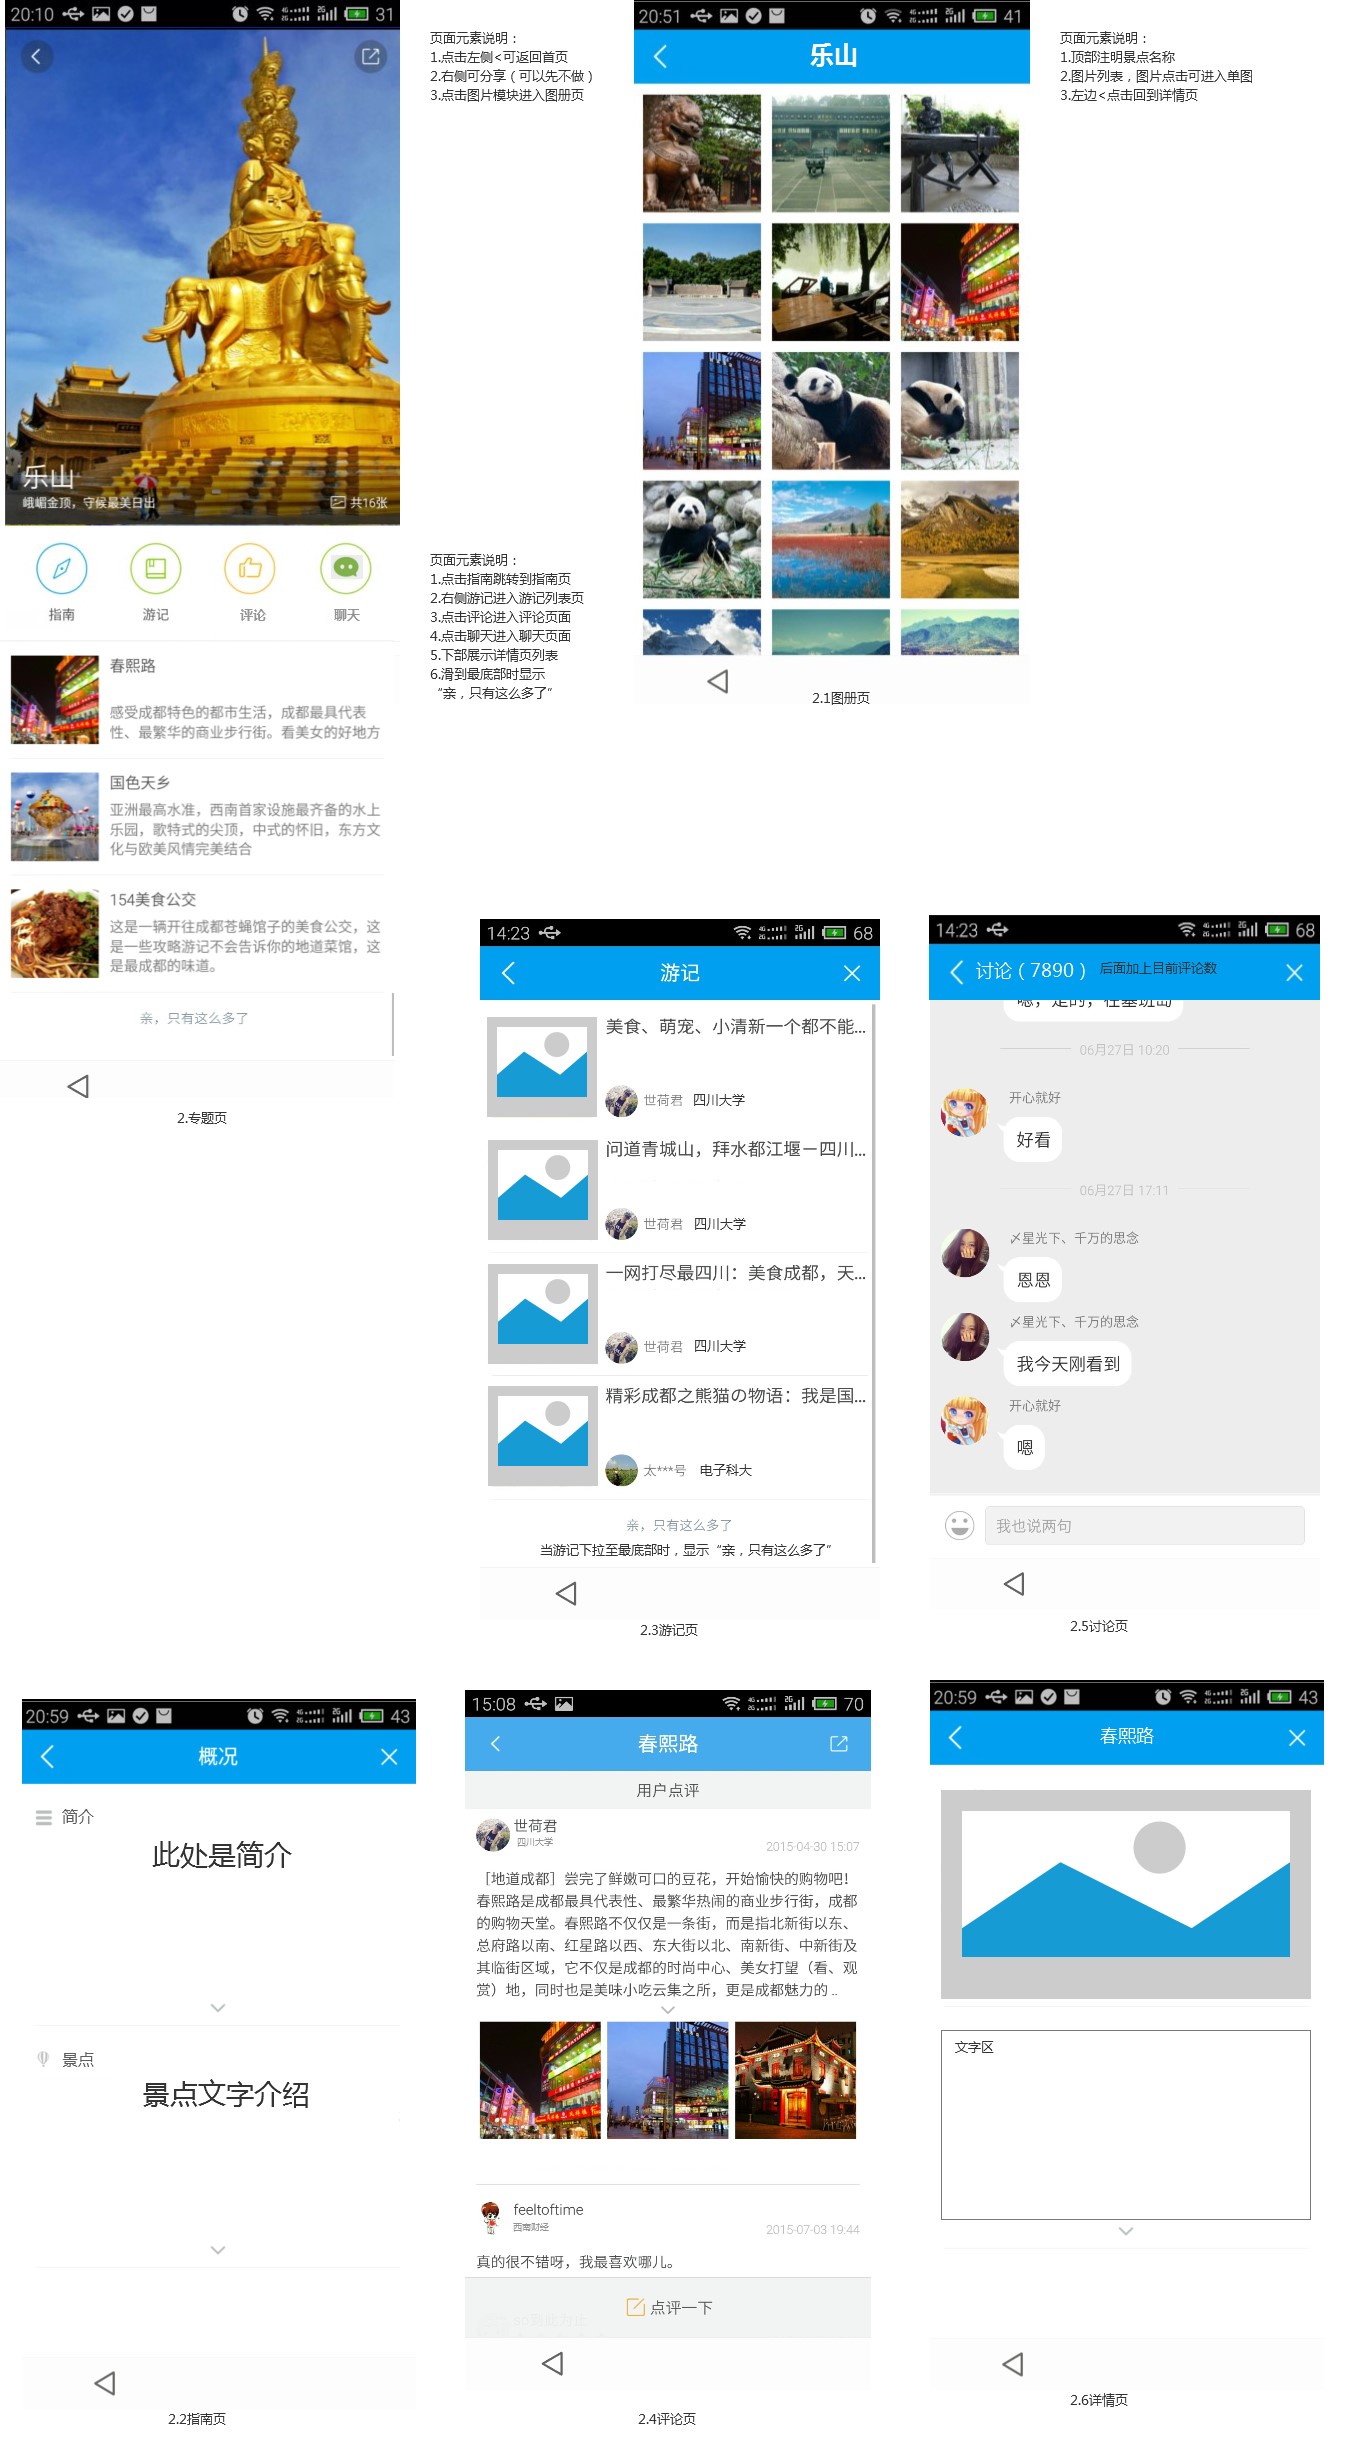 20:10
31
乐山
峨嵋金顶，守候最美日出
共16张
指南
游记
评论
聊天
春熙路
感受成都特色的都市生活，成都最具代表
性、最繁华的商业步行街。看美女的好地方
国色天乡
亚洲最高水准，西南首家设施最齐备的水上
乐园，歌特式的尖顶，中式的怀旧，东方文
化与欧美风情完美结合
154美食公交
这是一辆开往成都苍蝇馆子的美食公交，这
是一些攻略游记不会告诉你的地道菜馆，这
是最成都的味道。
亲，只有这么多了
2.专题页
页面元素说明：
1.点击左侧<可返回首页
2.右侧可分享（可以先不做）
3.点击图片模块进入图册页
页面元素说明：
1.点击指南跳转到指南页
2.右侧游记进入游记列表页
3.点击评论进入评论页面
4.点击聊天进入聊天页面
5.下部展示详情页列表
6.滑到最底部时显示
“亲，只有这么多了”
20:51
41
乐山
2.1图册页
页面元素说明：
1.顶部注明景点名称
2.图片列表，图片点击可进入单图
3.左边<点击回到详情页
14:23
68
游记
美食、萌宠、小清新一个都不能...
世荷君 四川大学
问道青城山，拜水都江堰－四川...
世荷君 四川大学
一网打尽最四川：美食成都，天...
世荷君 四川大学
精彩成都之熊猫の物语：我是国...
太***号 电子科大
亲，只有这么多了
当游记下拉至最底部时，显示“亲，只有这么多了”
2.3游记页
14:23
68
讨论（7890） 后面加上目前评论数
嗯，是的，在塞班岛
06月27日 10:20
开心就好
好看
06月27日 17:11
〆星光下、千万的思念
恩恩
〆星光下、千万的思念
我今天刚看到
开心就好
嗯
我也说两句
2.5讨论页
20:59
43
概况
简介
此处是简介
景点
景点文字介绍
2.2指南页
15:08
70
春熙路
用户点评
世荷君
四川大学
2015-04-30 15:07
［地道成都］尝完了鲜嫩可口的豆花，开始愉快的购物吧！
春熙路是成都最具代表性、最繁华热闹的商业步行街，成都
的购物天堂。春熙路不仅仅是一条街，而是指北新街以东、
总府路以南、红星路以西、东大街以北、南新街、中新街及
其临街区域，它不仅是成都的时尚中心、美女打望（看、观
赏）地，同时也是美味小吃云集之所，更是成都魅力的 ..
feeltoftime
西南财经
2015-07-03 19:44
真的很不错呀，我最喜欢哪儿。
点评一下
2.4评论页
20:59
43
春熙路
文字区
2.6详情页